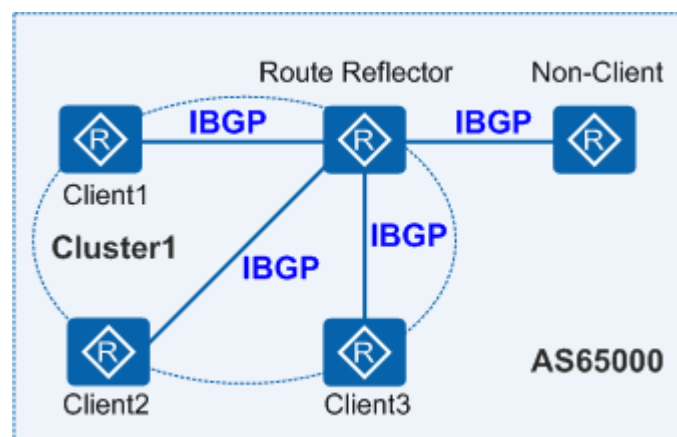 Route Reflector
Non-Client
R
IBGP
R
IBGP
R
Client1
Cluster1
IBGP
IBGP
R
R
AS65000
Client2
Client3